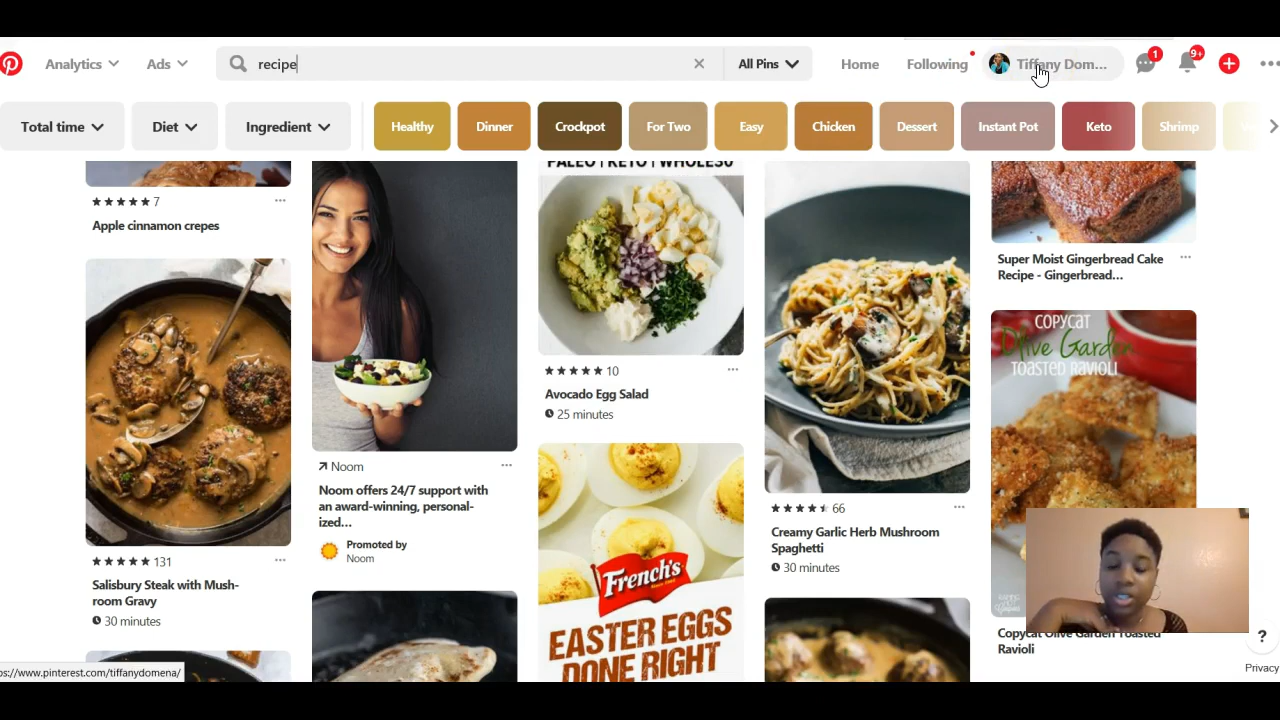 Analytics
Ads
recipe
All Pins
Home
Following
Tiffany Dom...
1
9+
Total time
Diet
Ingredient
Healthy
Dinner
Crockpot
For Two
Easy
Chicken
Dessert
Instant Pot
Keto
Shrimp
7
Apple cinnamon crepes
131
Salisbury Steak with Mush-
room Gravy
30 minutes
Noom
Noom offers 24/7 support with
an award-winning, personal-
ized...
Promoted by
Noom
PALEO | KETO | WHOLE30
10
Avocado Egg Salad
25 minutes
French's
EASTER EGGS
DONE RIGHT
66
Creamy Garlic Herb Mushroom
Spaghetti
30 minutes
Super Moist Gingerbread Cake
Recipe - Gingerbread...
COPYCAT
Olive Garden
TOASTED RAVIOLI
Copycat Olive Garden Toasted
Ravioli
?
Privacy
ps://www.pinterest.com/tiffanydomena/